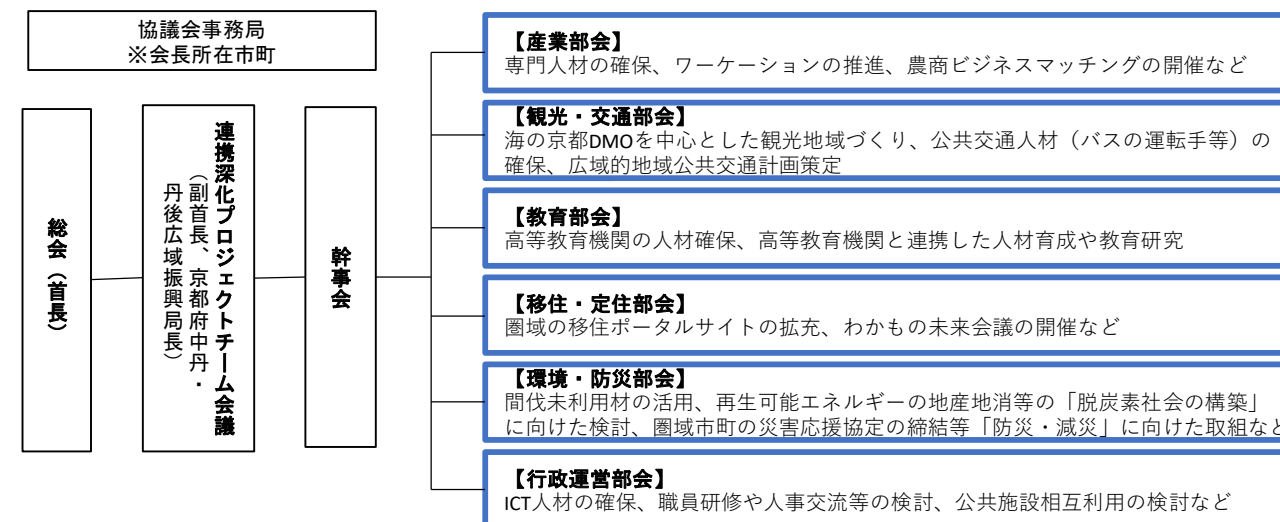 協議会事務局
※会長所在市町
総会（首長）
連携深化プロジェクトチーム会議
（副首長、京都府中丹・
丹後広域振興局長）
幹事会
【産業部会】
専門人材の確保、ワーケーションの推進、農商ビジネスマッチングの開催など
【観光・交通部会】
海の京都DMOを中心とした観光地域づくり、公共交通人材（バスの運転手等）の
確保、広域的地域公共交通計画策定
【教育部会】
高等教育機関の人材確保、高等教育機関と連携した人材育成や教育研究
【移住・定住部会】
圏域の移住ポータルサイトの拡充、わかもの未来会議の開催など
【環境・防災部会】
間伐未利用材の活用、再生可能エネルギーの地産地消等の「脱炭素社会の構築」
に向けた検討、圏域市町の災害応援協定の締結等「防災・減災」に向けた取組など
【行政運営部会】
ICT人材の確保、職員研修や人事交流等の検討、公共施設相互利用の検討など